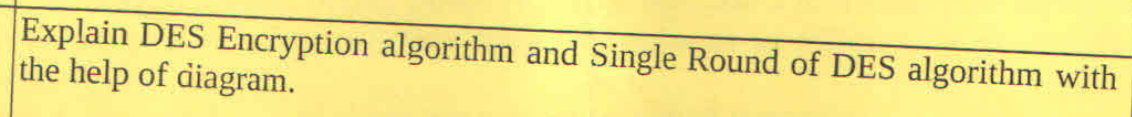 Explain DES Encryption algorithm and Single Round of DES algorithm with
the help of diagram.